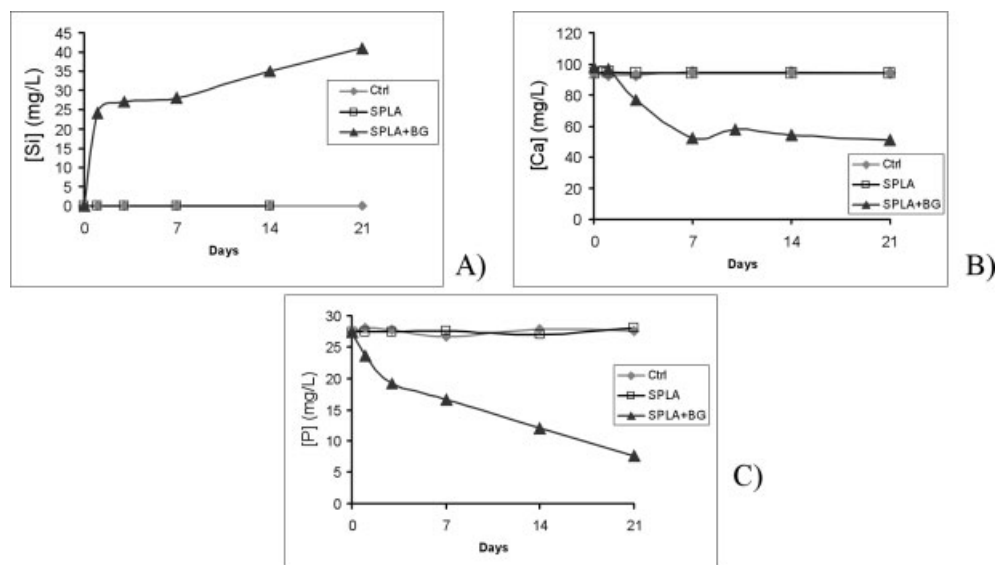 [Si] (mg/L)
45
40
35
30
25
20
15
10
5
0
0 7 14 21
Days
Ctrl
SPLA
SPLA+BG
A)
[Ca] (mg/L)
120
100
80
60
40
20
0
0 7 14 21
Days
Ctrl
SPLA
SPLA+BG
B)
[P] (mg/L)
30
25
20
15
10
5
0
0 7 14 21
Days
Ctrl
SPLA
SPLA+BG
C)